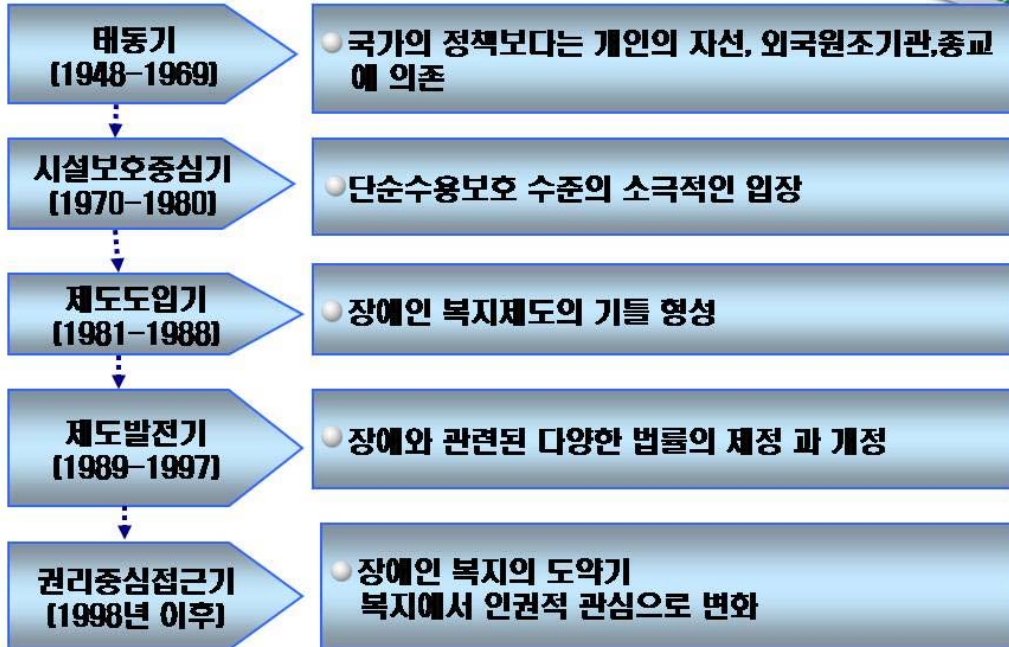 태동기
(1948-1969)
국가의 정책보다는 개인의 자선, 외국원조기관,종교
에 의존
시설보호중심기
(1970-1980)
단순수용보호 수준의 소극적인 입장
제도도입기
(1981-1988)
장애인 복지제도의 기틀 형성
제도발전기
(1989-1997)
장애와 관련된 다양한 법률의 제정 과 개정
권리중심접근기
(1998년 이후)
장애인 복지의 도약기
복지에서 인권적 관심으로 변화